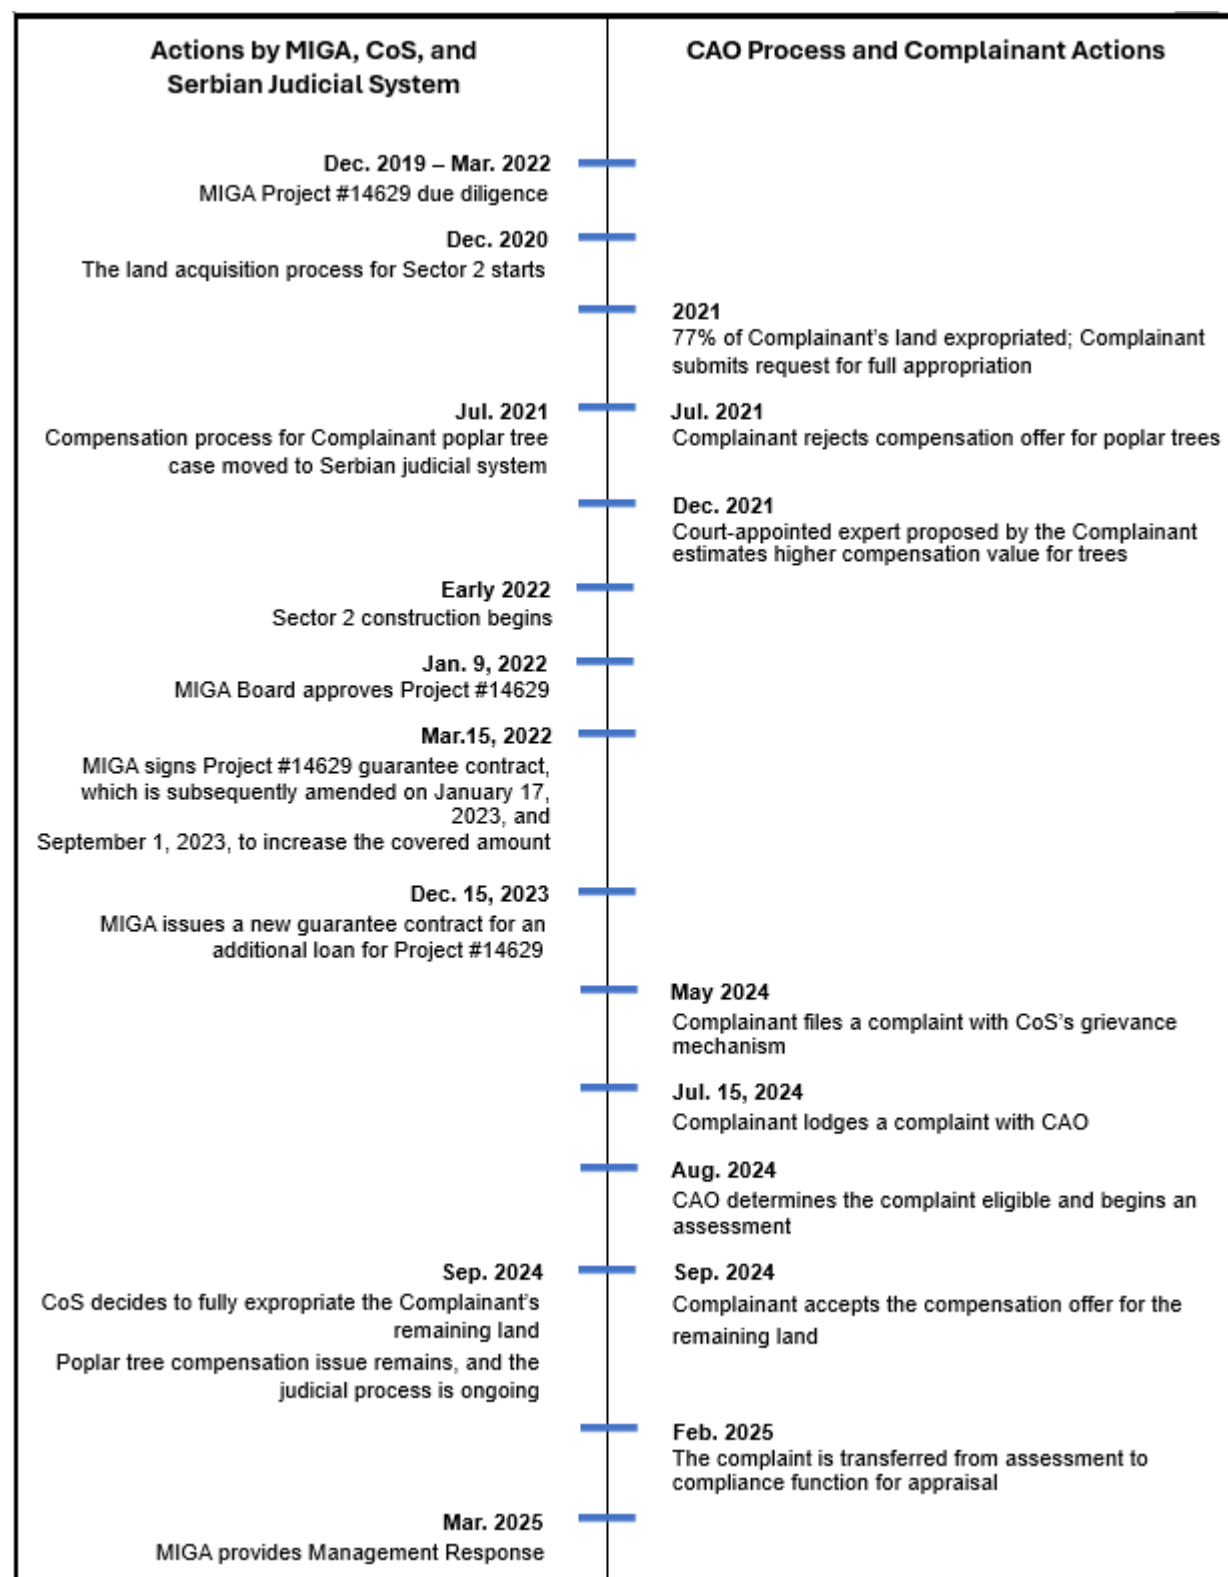 Actions by MIGA, CoS, and
Serbian Judicial System
CAO Process and Complainant Actions
Dec. 2019 – Mar. 2022
MIGA Project #14629 due diligence
Dec. 2020
The land acquisition process for Sector 2 starts
2021
77% of Complainant's land expropriated; Complainant
submits request for full appropriation
Jul. 2021
Compensation process for Complainant poplar tree
case moved to Serbian judicial system
Jul. 2021
Complainant rejects compensation offer for poplar trees
Dec. 2021
Court-appointed expert proposed by the Complainant
estimates higher compensation value for trees
Early 2022
Sector 2 construction begins
Jan. 9, 2022
MIGA Board approves Project #14629
Mar.15, 2022
MIGA signs Project #14629 guarantee contract,
which is subsequently amended on January 17,
2023, and
September 1, 2023, to increase the covered amount
Dec. 15, 2023
MIGA issues a new guarantee contract for an
additional loan for Project #14629
May 2024
Complainant files a complaint with CoS's grievance
mechanism
Jul. 15, 2024
Complainant lodges a complaint with CAO
Aug. 2024
CAO determines the complaint eligible and begins an
assessment
Sep. 2024
CoS decides to fully expropriate the Complainant's
remaining land
Poplar tree compensation issue remains, and the
judicial process is ongoing
Sep. 2024
Complainant accepts the compensation offer for the
remaining land
Feb. 2025
The complaint is transferred from assessment to
compliance function for appraisal
Mar. 2025
MIGA provides Management Response